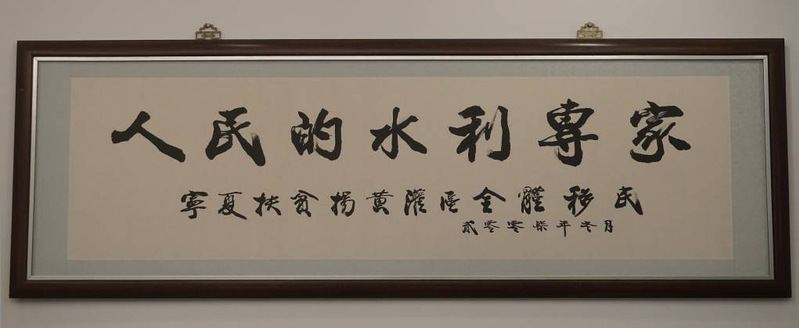 人民的水利專家
寧夏扶貧揚黃灌區全體移民
貳零零柒年冬月